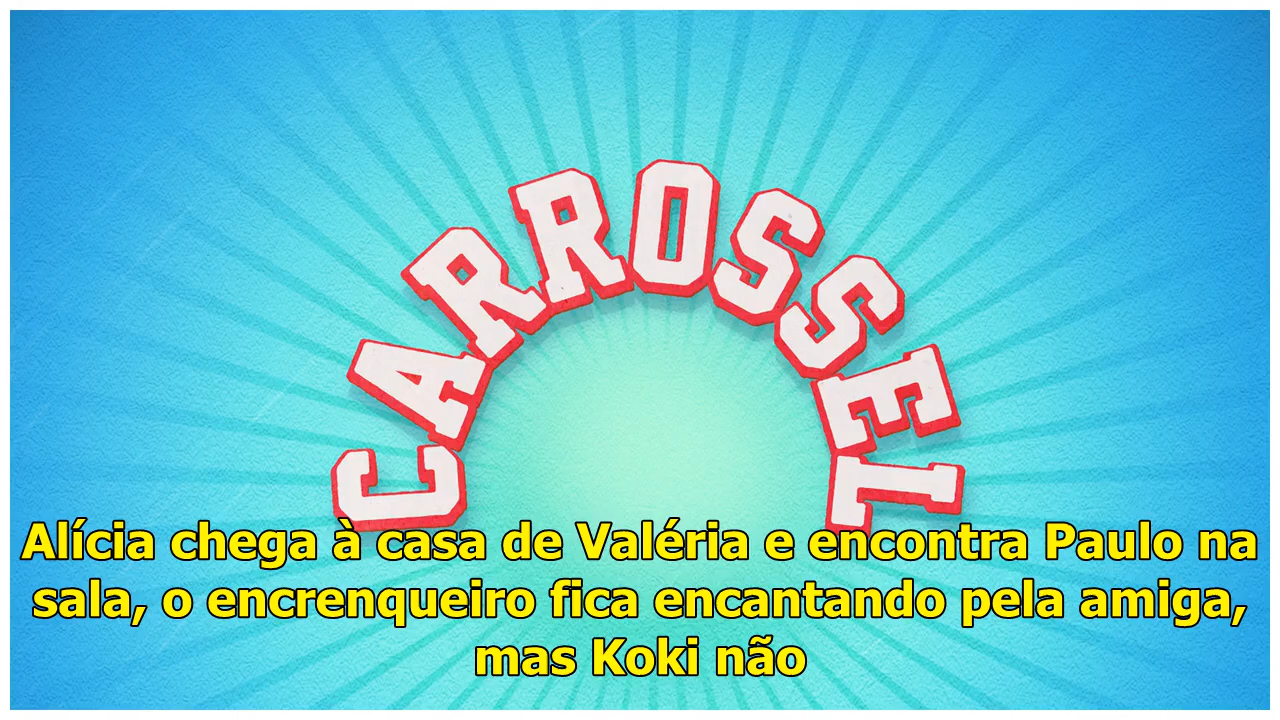 CARROSSEL
Alícia chega à casa de Valéria e encontra Paulo na
sala, o encrenqueiro fica encantando pela amiga,
mas Koki não